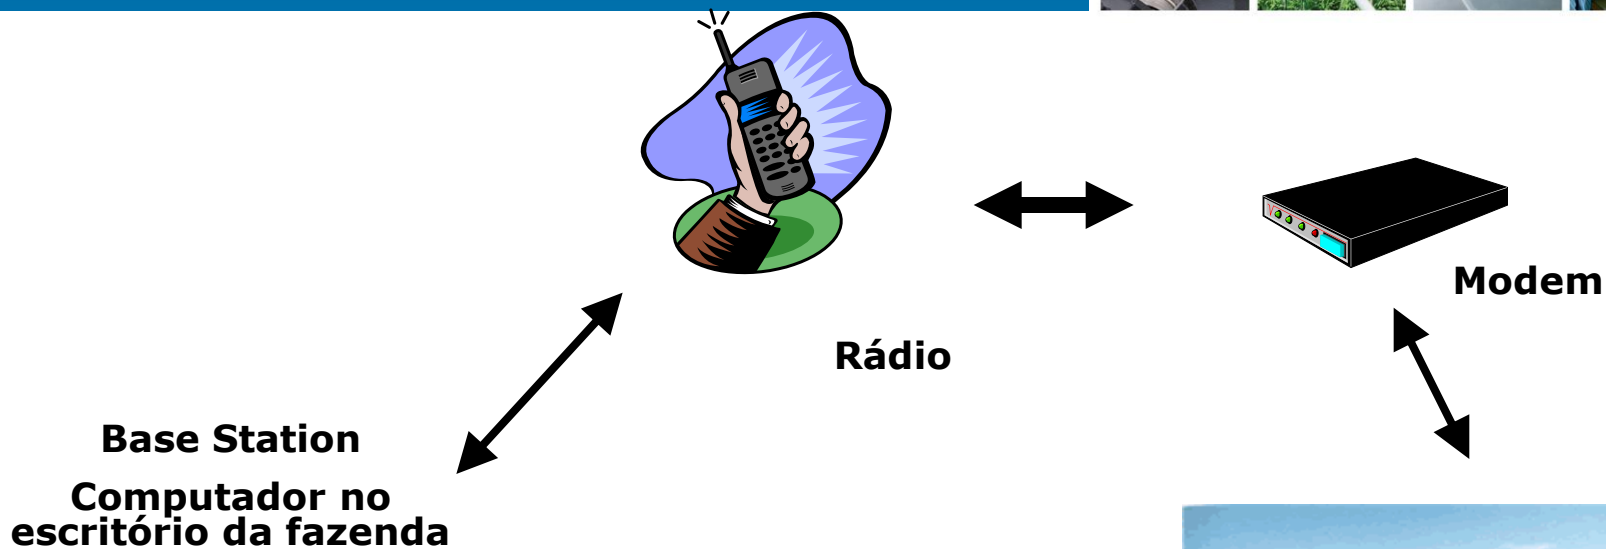 Modem
Rádio
Base Station
Computador no
escritório da fazenda